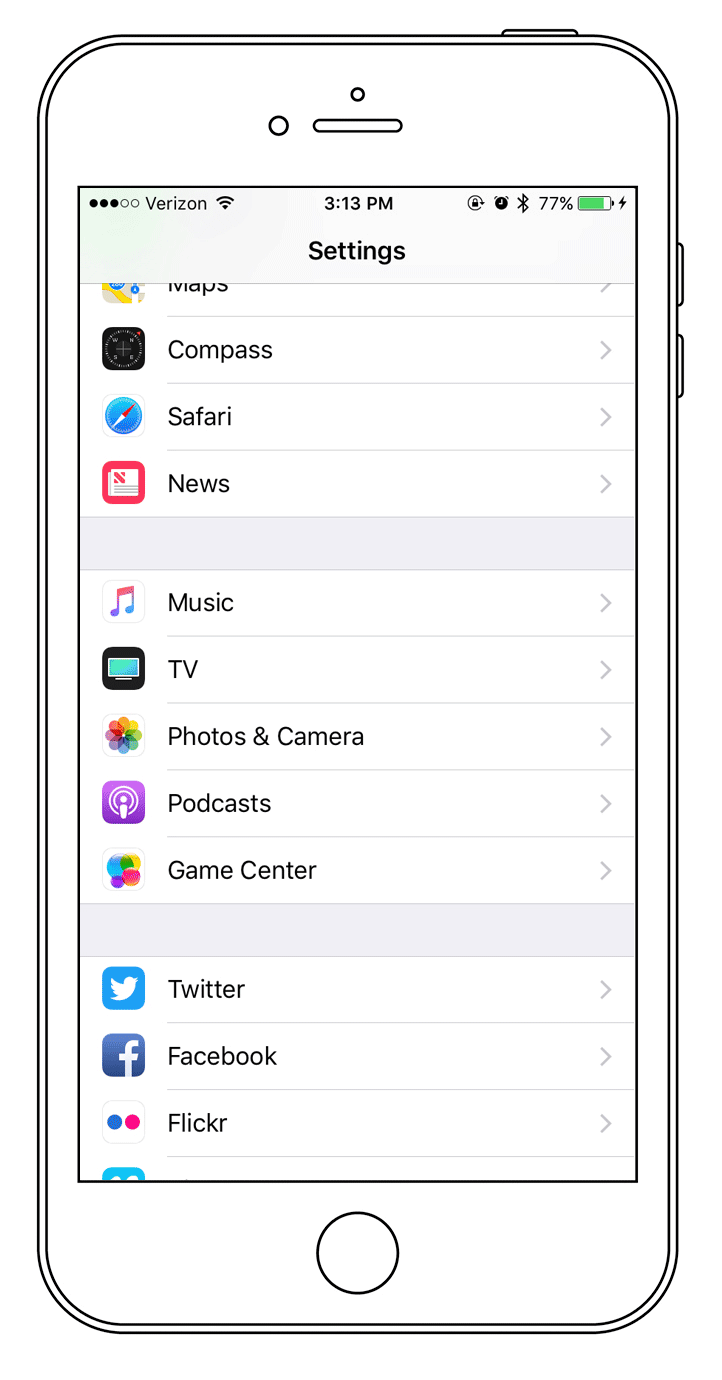 Verizon 3:13 PM 77%
Settings
Maps
Compass
Safari
News
Music
TV
Photos & Camera
Podcasts
Game Center
Twitter
Facebook
Flickr